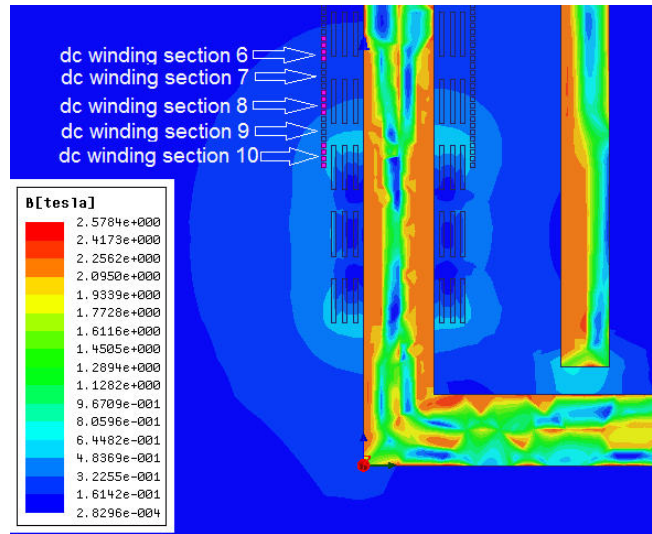 dc winding section 6
dc winding section 7
dc winding section 8
dc winding section 9
dc winding section 10
B[tesla]
2.5784e+000
2.4173e+000
2.2562e+000
2.0950e+000
1.9339e+000
1.7728e+000
1.6116e+000
1.4505e+000
1.2894e+000
1.1282e+000
9.6709e-001
8.0596e-001
6.4482e-001
4.8369e-001
3.2255e-001
1.6142e-001
2.8296e-004